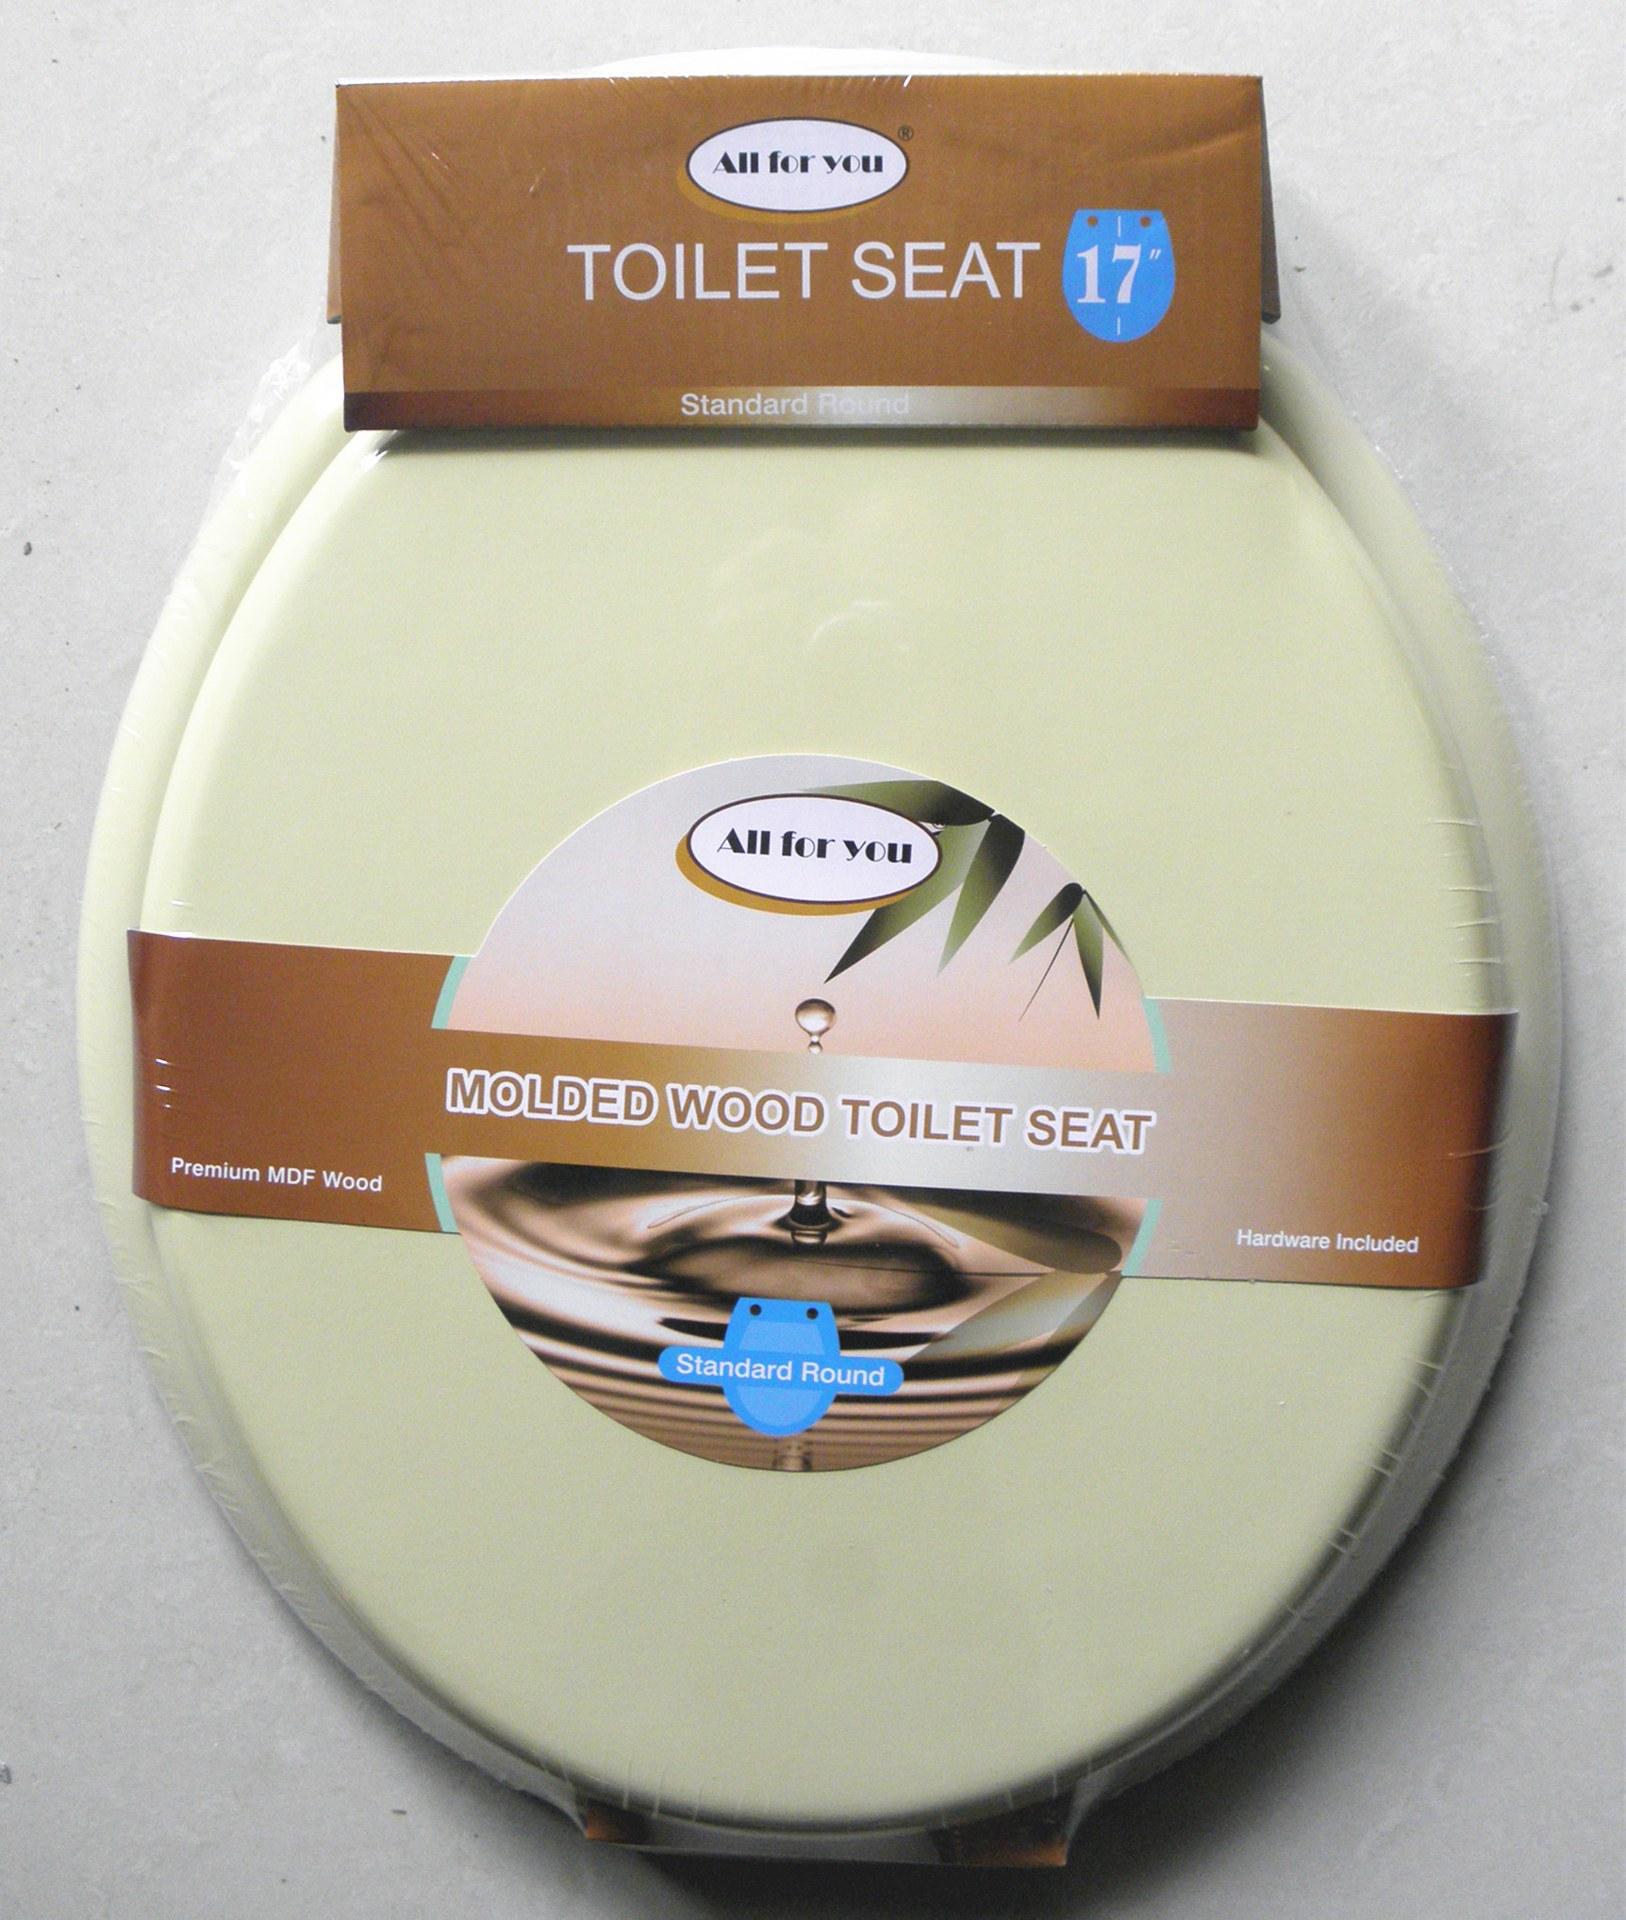 All for you ®
TOILET SEAT 17"
Standard Round
All for you ®
MOLDED WOOD TOILET SEAT
Premium MDF Wood
Hardware Included
Standard Round